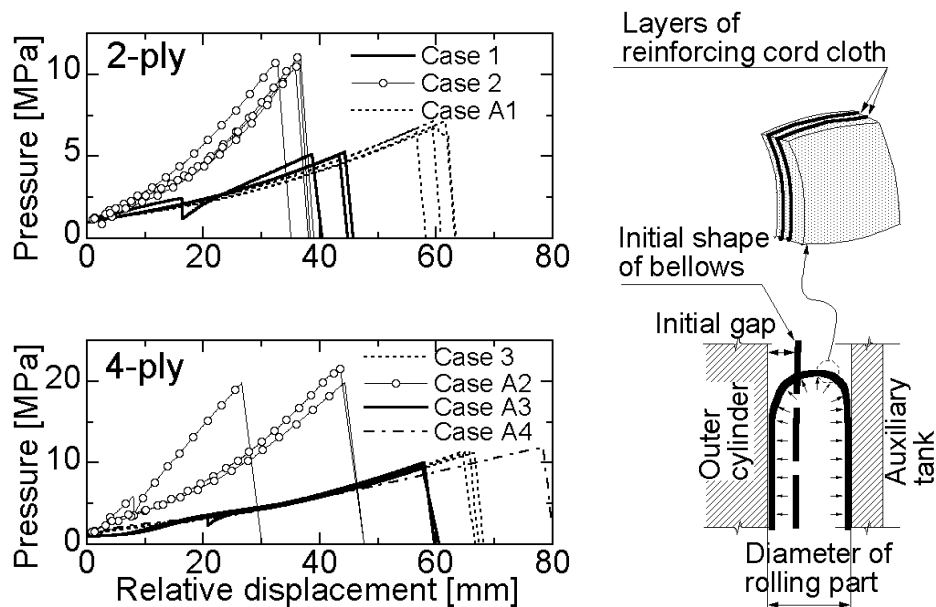 2-ply
Pressure [MPa]
10
5
0
0
20
40
60
80
Case 1
Case 2
Case A1
4-ply
Pressure [MPa]
20
10
0
0
20
40
60
80
Case 3
Case A2
Case A3
Case A4
Relative displacement [mm]
Layers of
reinforcing cord cloth
Initial shape
of bellows
Initial gap
Outer
cylinder
Auxiliary
tank
Diameter of
rolling part